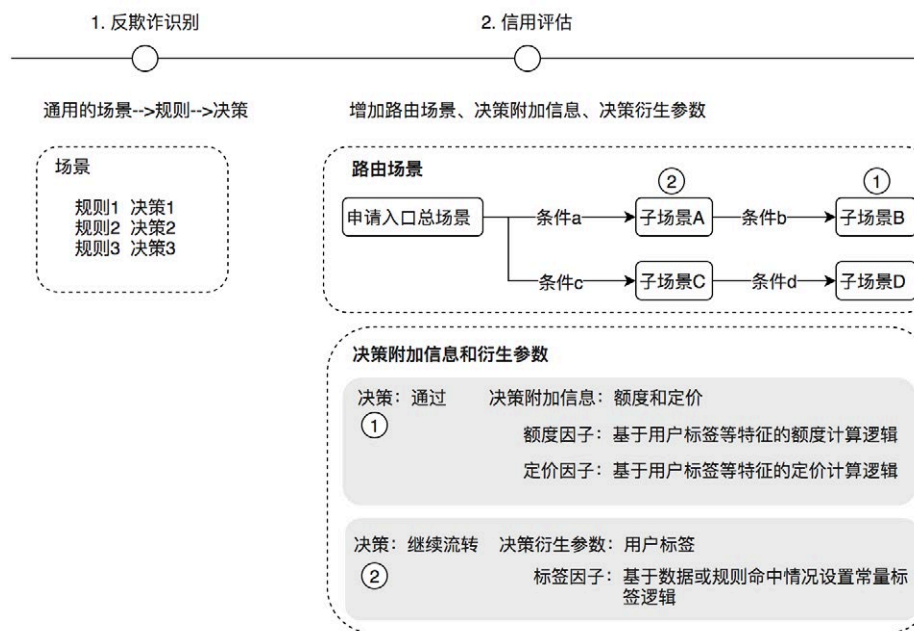 1. 反欺诈识别
2. 信用评估
通用的场景-->规则-->决策
增加路由场景、决策附加信息、决策衍生参数
场景
规则1 决策1
规则2 决策2
规则3 决策3
路由场景
②
①
申请入口总场景
条件a
子场景A
条件b
子场景B
条件c
子场景C
条件d
子场景D
决策附加信息和衍生参数
决策：通过 决策附加信息：额度和定价
①
额度因子：基于用户标签等特征的额度计算逻辑
定价因子：基于用户标签等特征的定价计算逻辑
决策：继续流转 决策衍生参数：用户标签
②
标签因子：基于数据或规则命中情况设置常量标
签逻辑